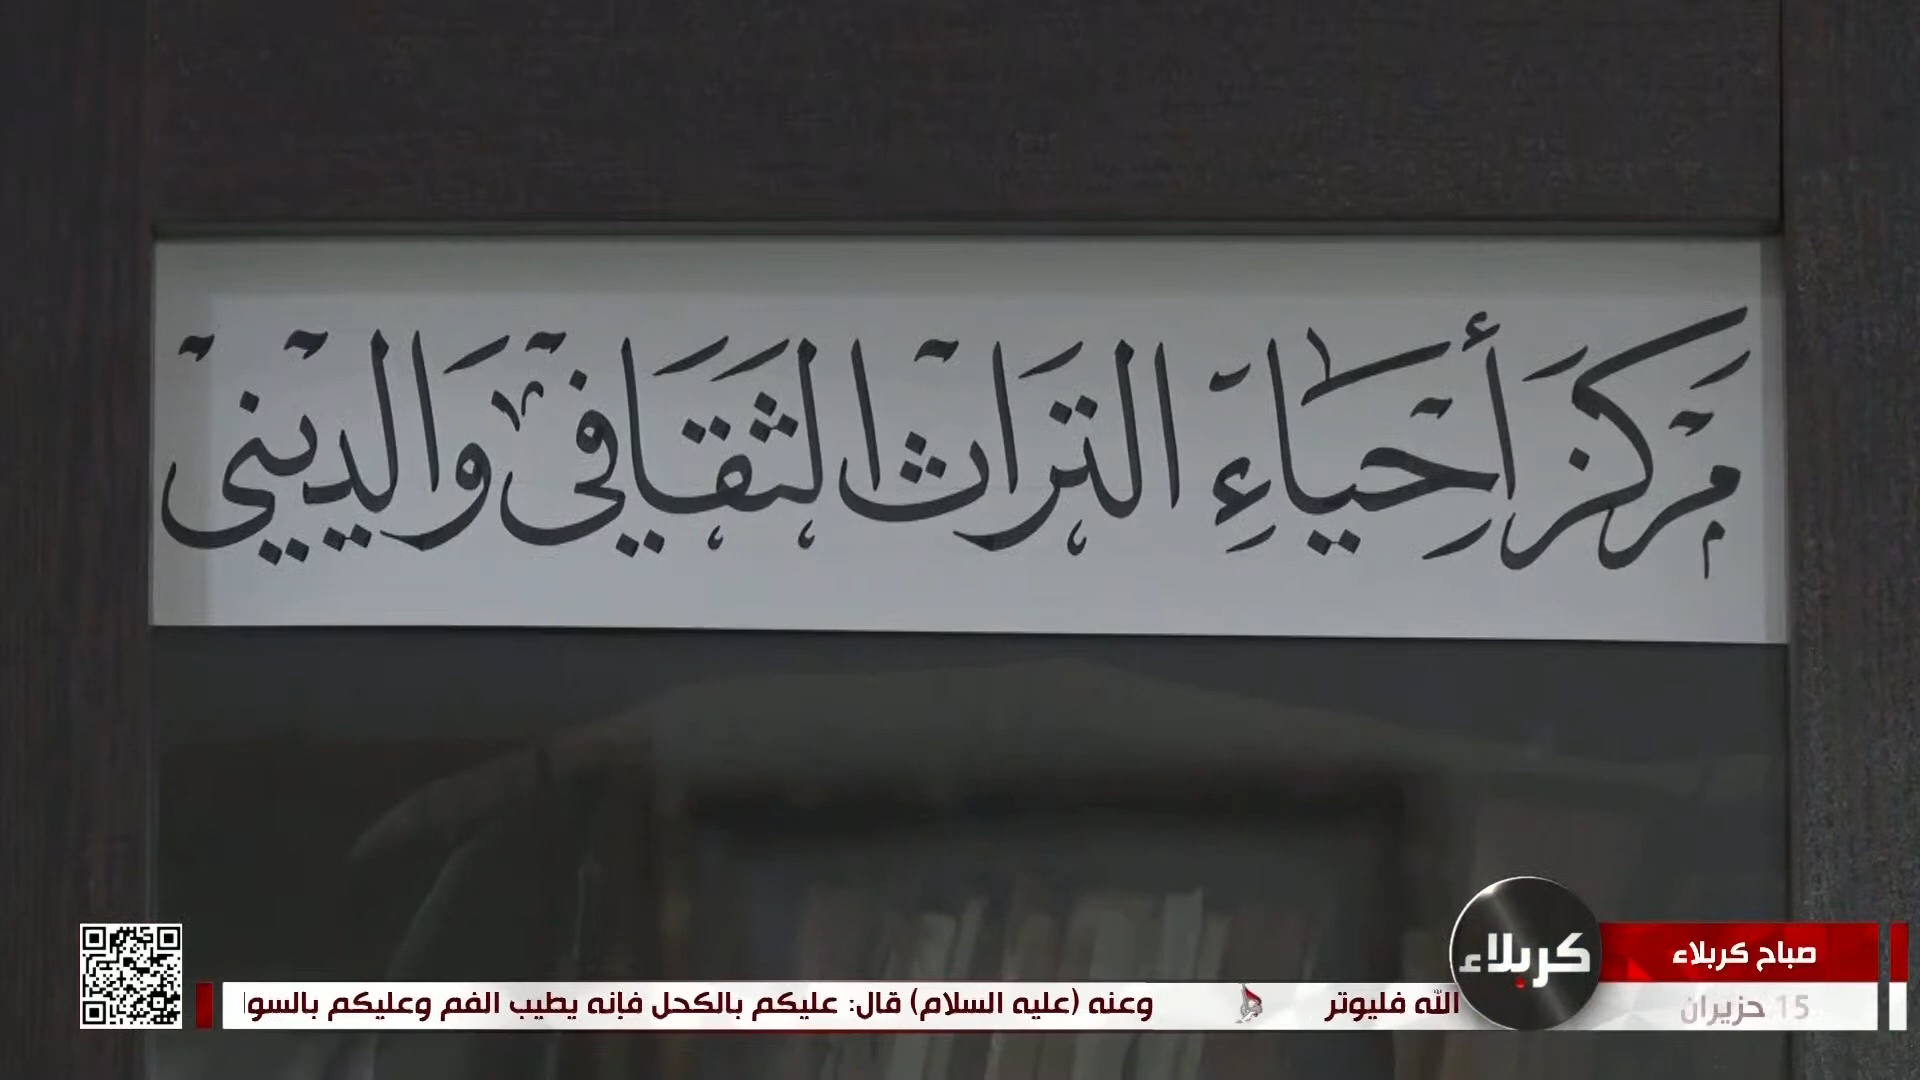 مركز أحياء التراث الثقافي والديني
صباح كربلاء
كربلاء
15 حزيران
الله فليوتر
وعنه (عليه السلام) قال: عليكم بالكحل فإنه يطيب الفم وعليكم بالسوا